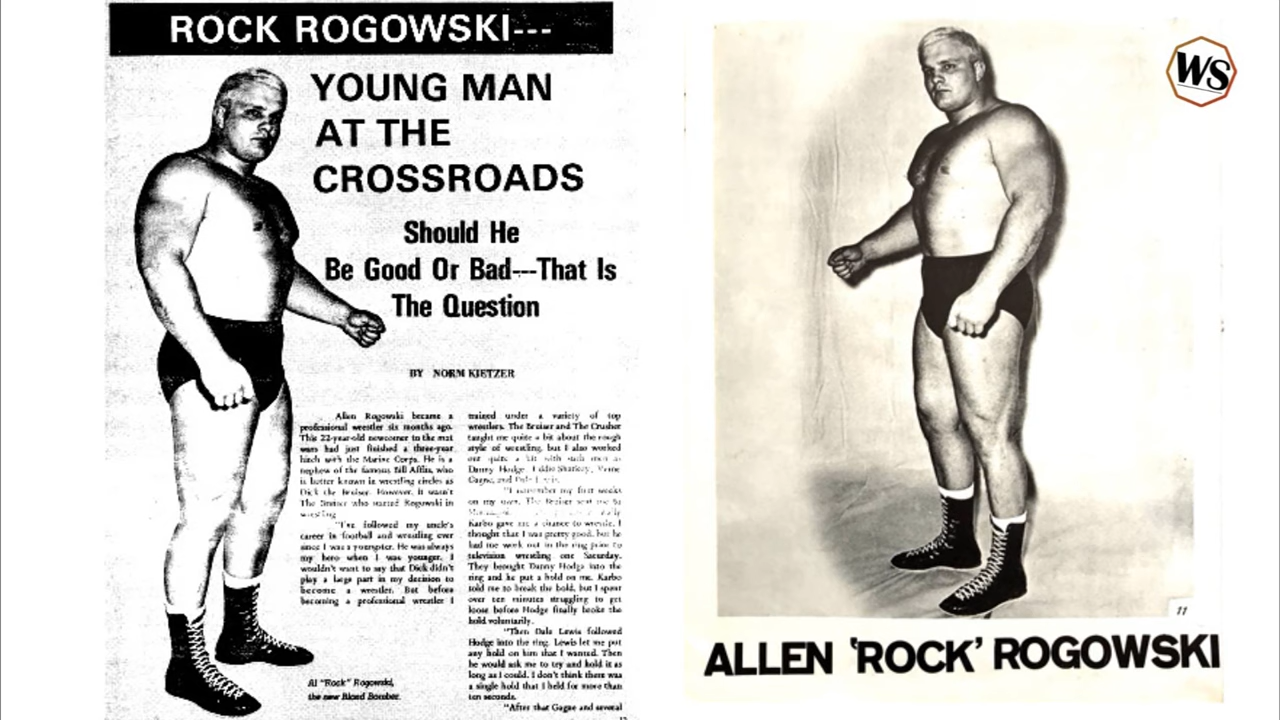 ROCK ROGOWSKI---
YOUNG MAN
AT THE
CROSSROADS
Should He
Be Good Or Bad---That Is
The Question
BY NORM KIETZER
Allen Rogowski became a
professional wrestler six months ago.
This 22-year-old newcomer to the mat
wars had just finished a three-year
hitch with the Marine Corps. He is a
nephew of the famous Bill Afflis, who
is better known in wrestling circles as
Dick the Bruiser. However, it wasn't
The Bruiser who started Rogowski in
wrestling.
"I've followed my uncle's
career in football and wrestling ever
since I was a youngster. He was always
my hero when I was younger. I
wouldn't want to say that Dick didn't
play a large part in my decision to
become a wrestler. But before
becoming a professional wrestler I
Al "Rock" Rogowski,
the new Blond Bomber.
trained under a variety of top
wrestlers. The Bruiser and The Crusher
taught me quite a bit about the rough
style of wrestling, but I also worked
out quite a bit with such men as
Danny Hodge, Eddie Sharkey, Verne
Gagne, and Dale Lewis.
"I remember my first weeks
on my own. The Bruiser sent me to
Karbo gave me a chance to wrestle. I
thought that I was pretty good, but he
had me work out in the ring prior to
television wrestling one Saturday.
They brought Danny Hodge into the
ring and he put a hold on me. Karbo
told me to break the hold, but I spent
over ten minutes struggling to get
loose before Hodge finally broke the
hold voluntarily.
"Then Dale Lewis followed
Hodge into the ring. Lewis let me put
any hold on him that I wanted. Then
he would ask me to try and hold it as
long as I could. I don't think there was
a single hold that I held for more than
ten seconds.
"After that Gagne and several
WS
11
ALLEN 'ROCK' ROGOWSKI